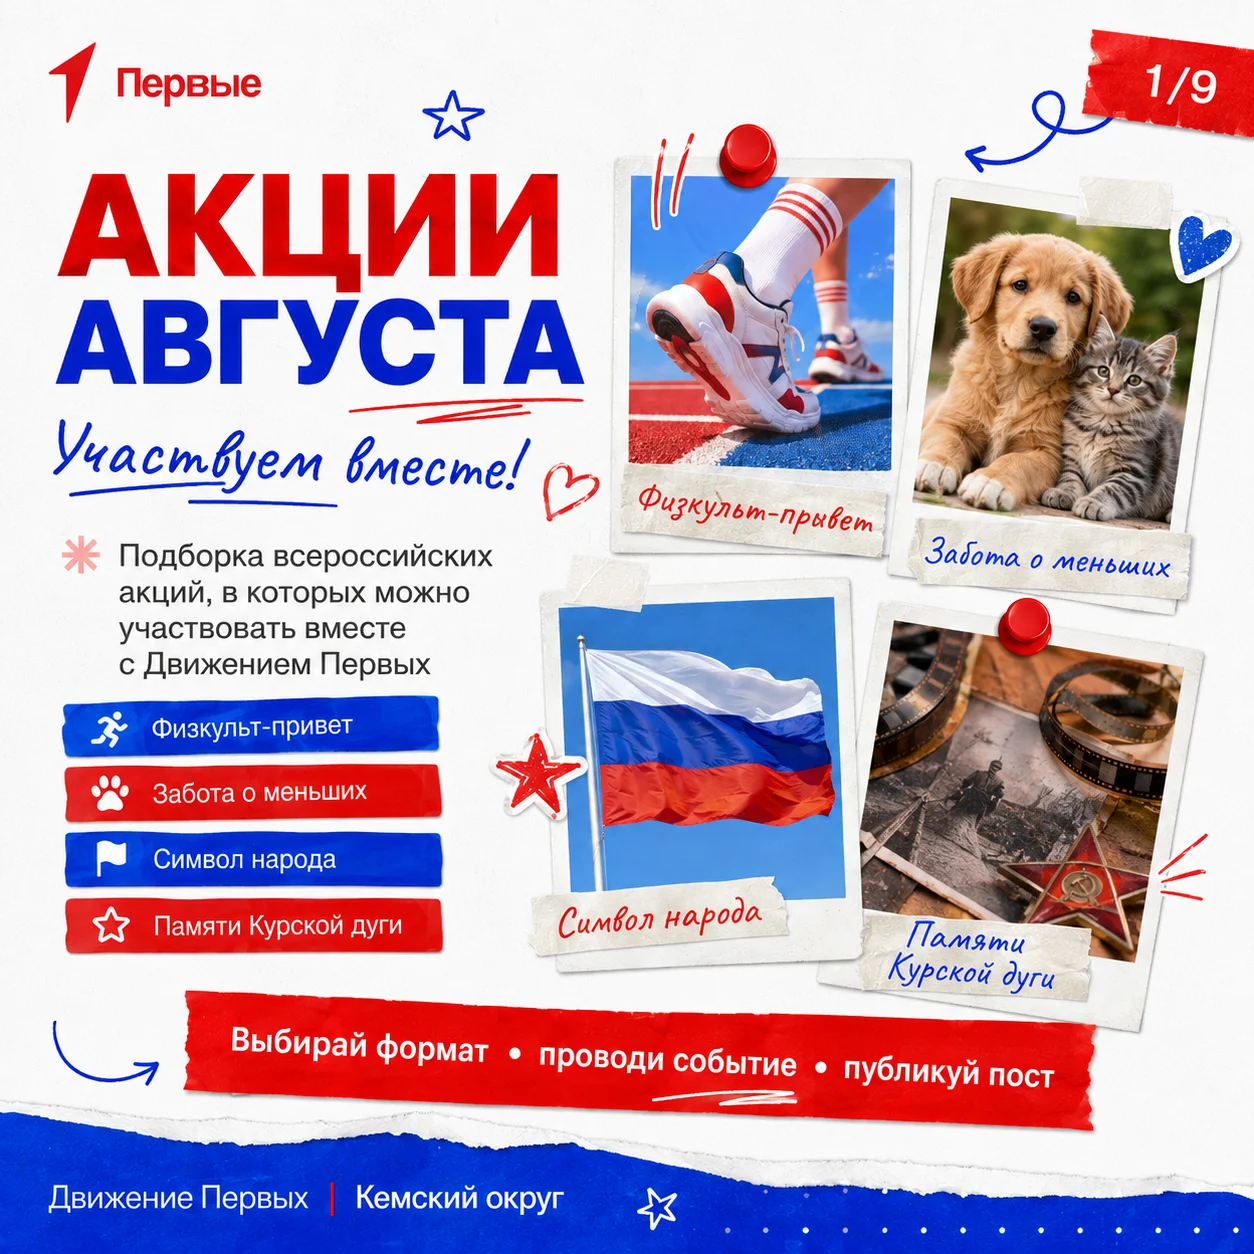 Первые
1/9
АКЦИИ
АВГУСТА
Участвуем вместе!
Подборка всероссийских
акций, в которых можно
участвовать вместе
с Движением Первых
Физкульт-привет
Забота о меньших
Символ народа
Памяти Курской дуги
Физкульт-привет
Забота о меньших
Символ народа
Памяти
Курской дуги
Выбирай формат • проводи событие • публикуй пост
Движение Первых | Кемский округ